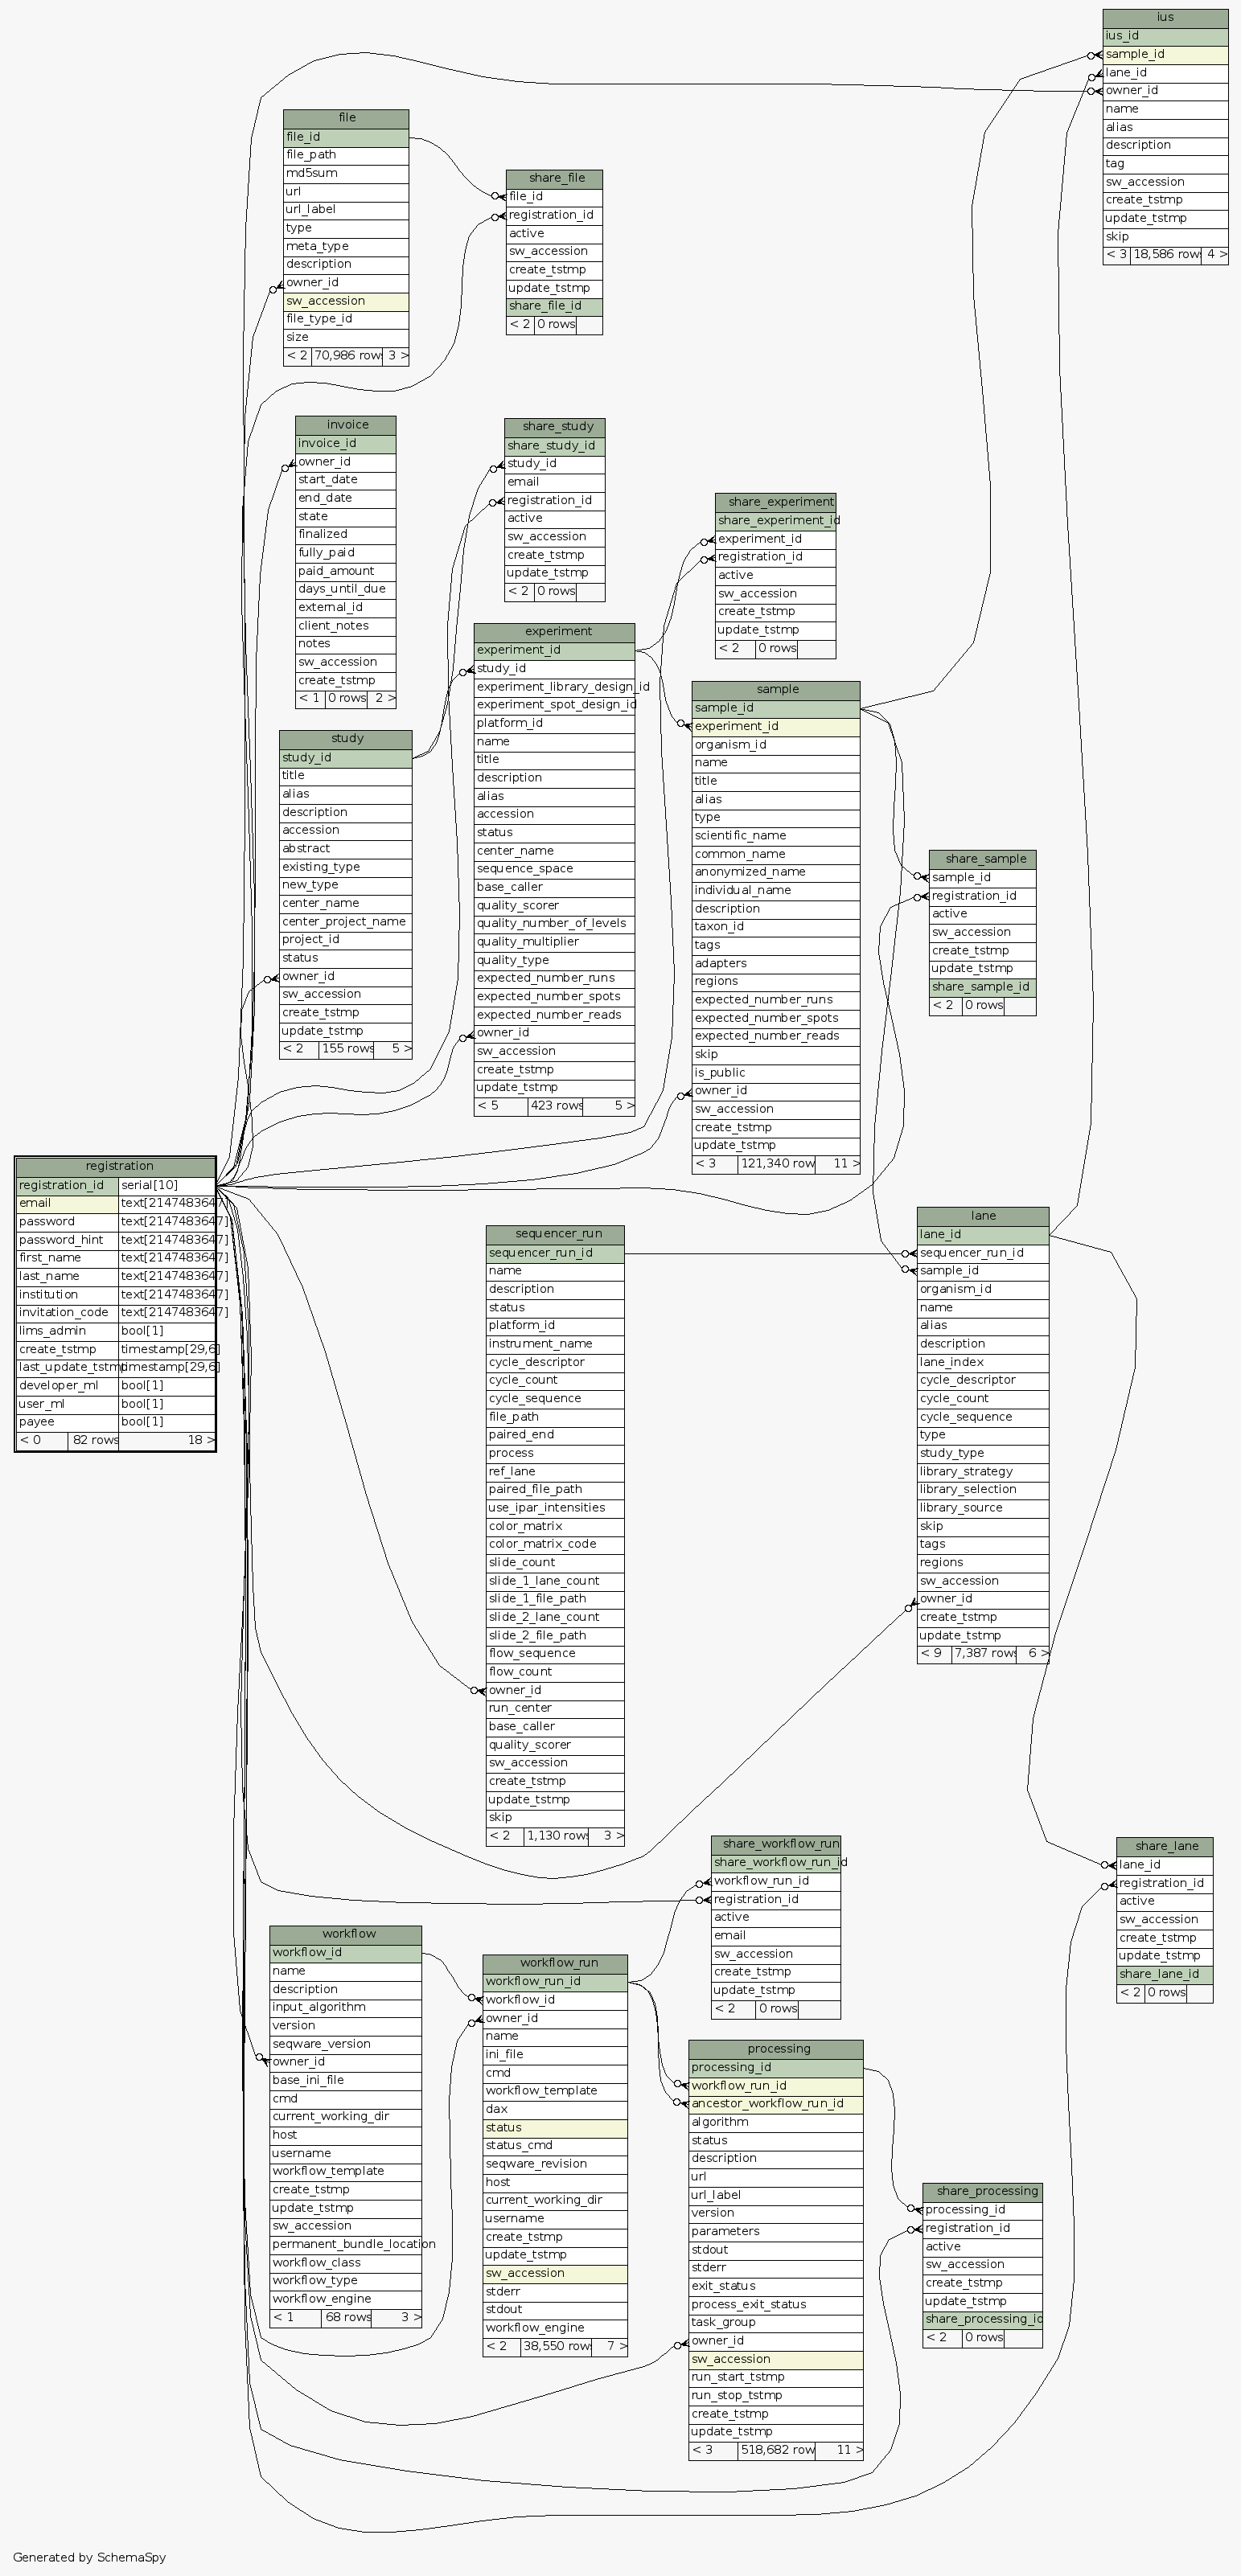 ius
ius_id
sample_id
lane_id
owner_id
name
alias
description
tag
sw_accession
create_tstmp
update_tstmp
skip
< 3 18,586 rows 4 >
file
file_id
file_path
md5sum
url
url_label
type
meta_type
description
owner_id
sw_accession
file_type_id
size
< 2 70,986 rows 3 >
share_file
file_id
registration_id
active
sw_accession
create_tstmp
update_tstmp
share_file_id
< 2 0 rows
invoice
invoice_id
owner_id
start_date
end_date
state
finalized
fully_paid
paid_amount
days_until_due
external_id
client_notes
notes
sw_accession
create_tstmp
< 1 0 rows 2 >
share_study
share_study_id
study_id
email
registration_id
active
sw_accession
create_tstmp
update_tstmp
< 2 0 rows
share_experiment
share_experiment_id
experiment_id
registration_id
active
sw_accession
create_tstmp
update_tstmp
< 2 0 rows
experiment
experiment_id
study_id
experiment_library_design_id
experiment_spot_design_id
platform_id
name
title
description
alias
accession
status
center_name
sequence_space
base_caller
quality_scorer
quality_number_of_levels
quality_multiplier
quality_type
expected_number_runs
expected_number_spots
expected_number_reads
owner_id
sw_accession
create_tstmp
update_tstmp
< 5 423 rows 5 >
sample
sample_id
experiment_id
organism_id
name
title
alias
type
scientific_name
common_name
anonymized_name
individual_name
description
taxon_id
tags
adapters
regions
expected_number_runs
expected_number_spots
expected_number_reads
skip
is_public
owner_id
sw_accession
create_tstmp
update_tstmp
< 3 121,340 row 11 >
study
study_id
title
alias
description
accession
abstract
existing_type
new_type
center_name
center_project_name
project_id
status
owner_id
sw_accession
create_tstmp
update_tstmp
< 2 155 rows 5 >
share_sample
sample_id
registration_id
active
sw_accession
create_tstmp
update_tstmp
share_sample_id
< 2 0 rows
registration
registration_id serial[10]
email text[2147483647]
password text[2147483647]
password_hint text[2147483647]
first_name text[2147483647]
last_name text[2147483647]
institution text[2147483647]
invitation_code text[2147483647]
lims_admin bool[1]
create_tstmp timestamp[29,6]
last_update_tstmp timestamp[29,6]
developer_ml bool[1]
user_ml bool[1]
payee bool[1]
< 0 82 rows 18 >
sequencer_run
sequencer_run_id
name
description
status
platform_id
instrument_name
cycle_descriptor
cycle_count
cycle_sequence
file_path
paired_end
process
ref_lane
paired_file_path
use_ipar_intensities
color_matrix
color_matrix_code
slide_count
slide_1_lane_count
slide_1_file_path
slide_2_lane_count
slide_2_file_path
flow_sequence
flow_count
owner_id
run_center
base_caller
quality_scorer
sw_accession
create_tstmp
update_tstmp
skip
< 2 1,130 rows 3 >
lane
lane_id
sequencer_run_id
sample_id
organism_id
name
alias
description
lane_index
cycle_descriptor
cycle_count
cycle_sequence
type
study_type
library_strategy
library_selection
library_source
skip
tags
regions
sw_accession
owner_id
create_tstmp
update_tstmp
< 9 7,387 rows 6 >
share_workflow_run
share_workflow_run_id
workflow_run_id
registration_id
active
email
sw_accession
create_tstmp
update_tstmp
< 2 0 rows
share_lane
lane_id
registration_id
active
sw_accession
create_tstmp
update_tstmp
share_lane_id
< 2 0 rows
workflow
workflow_id
name
description
input_algorithm
version
seqware_version
owner_id
base_ini_file
cmd
current_working_dir
host
username
workflow_template
create_tstmp
update_tstmp
sw_accession
permanent_bundle_location
workflow_class
workflow_type
workflow_engine
< 1 68 rows 3 >
workflow_run
workflow_run_id
workflow_id
owner_id
name
ini_file
cmd
workflow_template
dax
status
status_cmd
seqware_revision
host
current_working_dir
username
create_tstmp
update_tstmp
sw_accession
stderr
stdout
workflow_engine
< 2 38,550 rows 7 >
processing
processing_id
workflow_run_id
ancestor_workflow_run_id
algorithm
status
description
url
url_label
version
parameters
stdout
stderr
exit_status
process_exit_status
task_group
owner_id
sw_accession
run_start_tstmp
run_stop_tstmp
create_tstmp
update_tstmp
< 3 518,682 row 11 >
share_processing
processing_id
registration_id
active
sw_accession
create_tstmp
update_tstmp
share_processing_id
< 2 0 rows
Generated by SchemaSpy